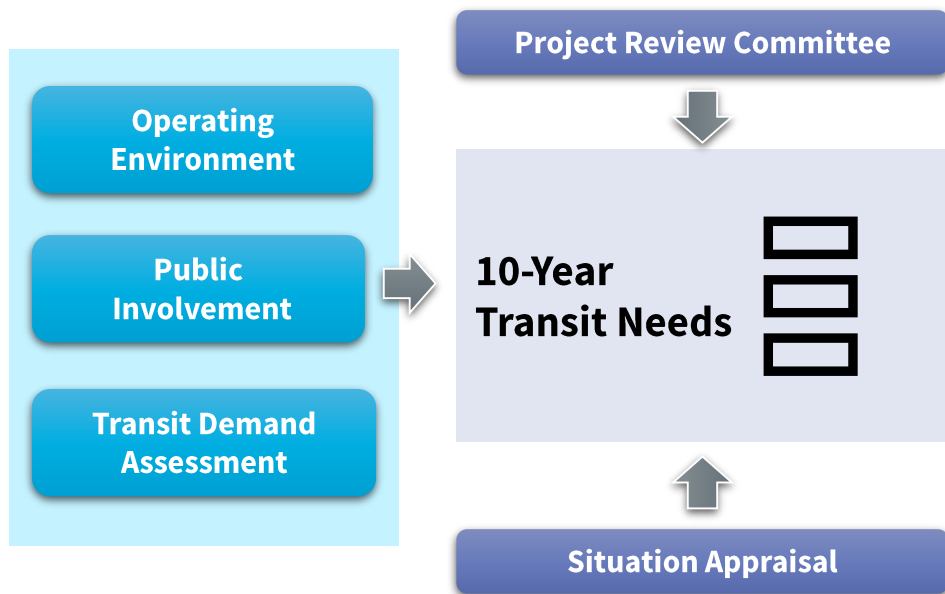 Project Review Committee
Operating
Environment
Public
Involvement
Transit Demand
Assessment
10-Year
Transit Needs
Situation Appraisal